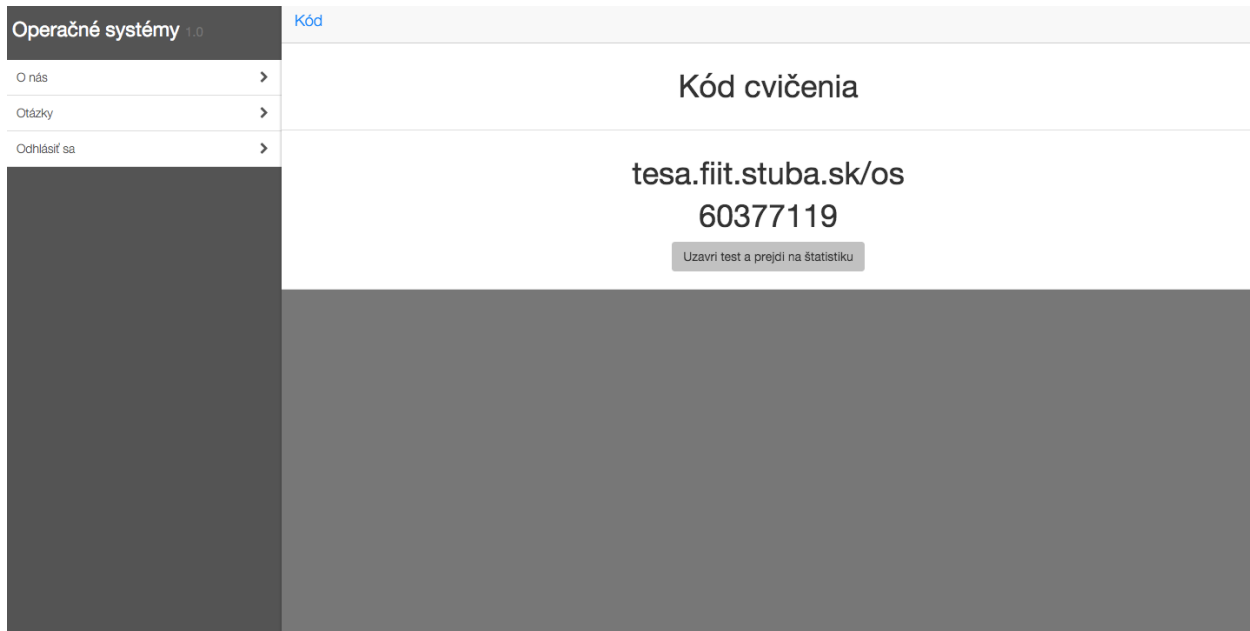 Operačné systémy 1.0
O nás
Otázky
Odhlásiť sa
Kód
Kód cvičenia
tesa.fiit.stuba.sk/os
60377119
Uzavri test a prejdi na štatistiku